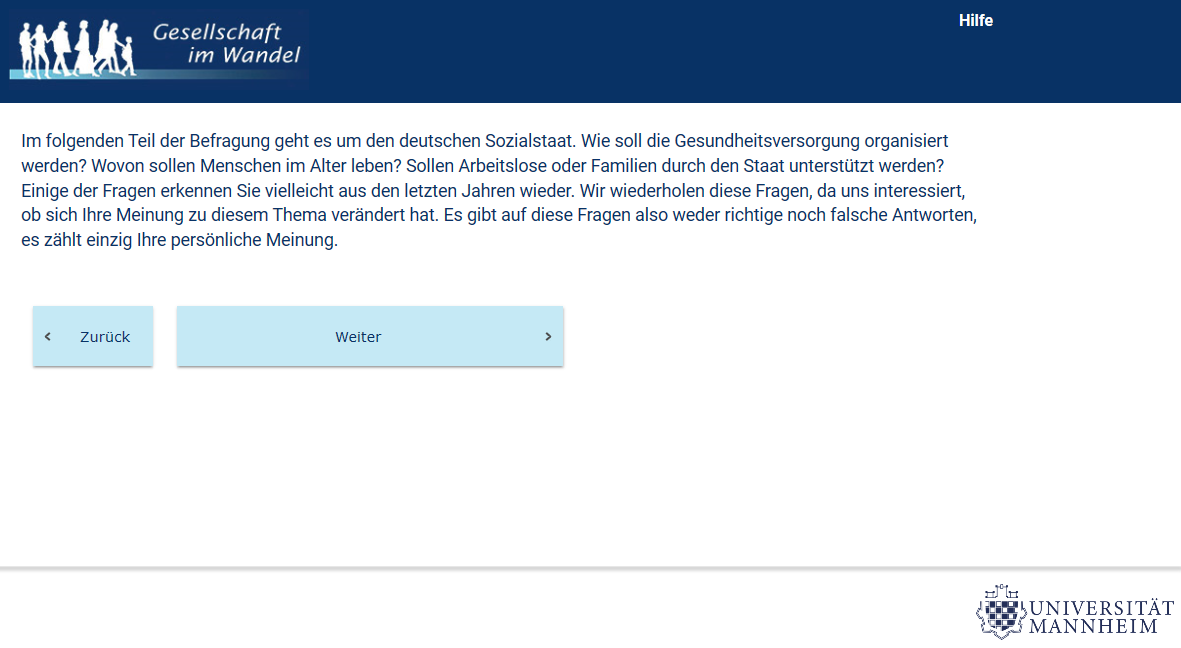 Gesellschaft
im Wandel
Hilfe
Im folgenden Teil der Befragung geht es um den deutschen Sozialstaat. Wie soll die Gesundheitsversorgung organisiert
werden? Wovon sollen Menschen im Alter leben? Sollen Arbeitslose oder Familien durch den Staat unterstützt werden?
Einige der Fragen erkennen Sie vielleicht aus den letzten Jahren wieder. Wir wiederholen diese Fragen, da uns interessiert,
ob sich Ihre Meinung zu diesem Thema verändert hat. Es gibt auf diese Fragen also weder richtige noch falsche Antworten,
es zählt einzig Ihre persönliche Meinung.
Zurück
Weiter
UNIVERSITÄT
MANNHEIM